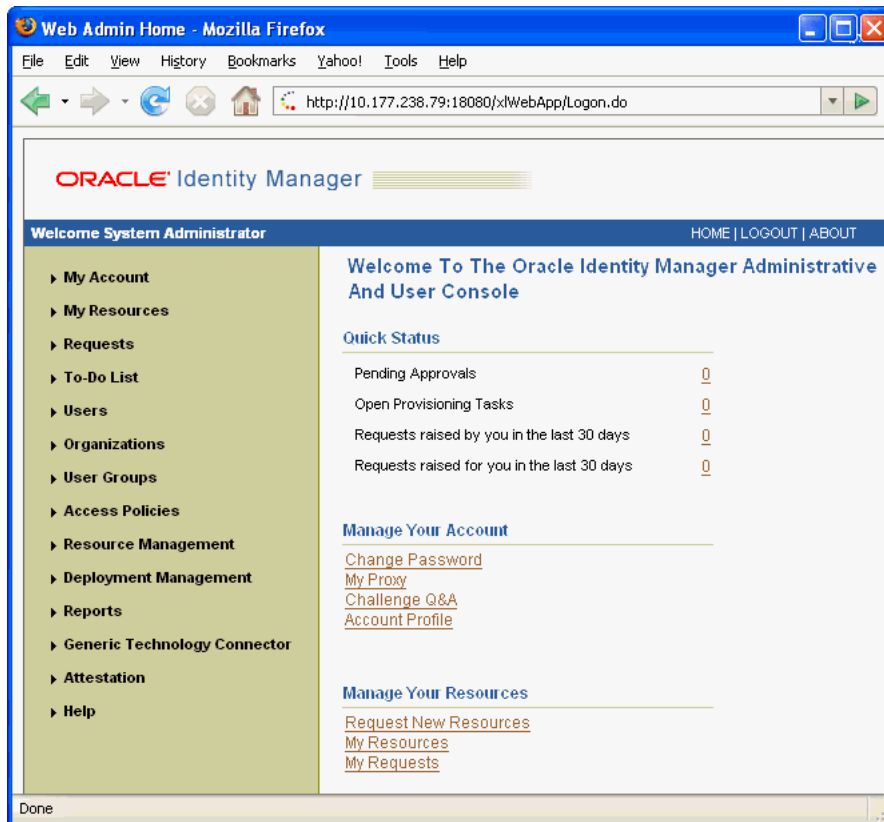 Web Admin Home - Mozilla Firefox
File Edit View History Bookmarks Yahoo! Tools Help
http://10.177.238.79:18080/xlWebApp/Logon.do
ORACLE Identity Manager
Welcome System Administrator HOME | LOGOUT | ABOUT
My Account
My Resources
Requests
To-Do List
Users
Organizations
User Groups
Access Policies
Resource Management
Deployment Management
Reports
Generic Technology Connector
Attestation
Help
Welcome To The Oracle Identity Manager Administrative
And User Console
Quick Status
Pending Approvals 0
Open Provisioning Tasks 0
Requests raised by you in the last 30 days 0
Requests raised for you in the last 30 days 0
Manage Your Account
Change Password
My Proxy
Challenge Q&A
Account Profile
Manage Your Resources
Request New Resources
My Resources
My Requests
Done